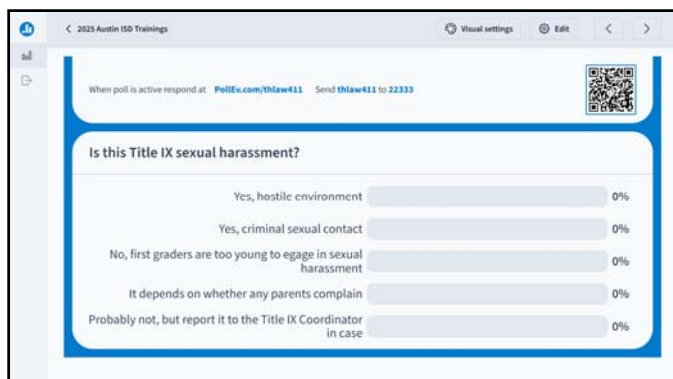 2025 Austin ISD Trainings
Visual settings
Edit
When poll is active respond at PollEv.com/thlaw411 Send thlaw411 to 22333
Is this Title IX sexual harassment?
Yes, hostile environment
0%
Yes, criminal sexual contact
0%
No, first graders are too young to egage in sexual
harassment
0%
It depends on whether any parents complain
0%
Probably not, but report it to the Title IX Coordinator
in case
0%